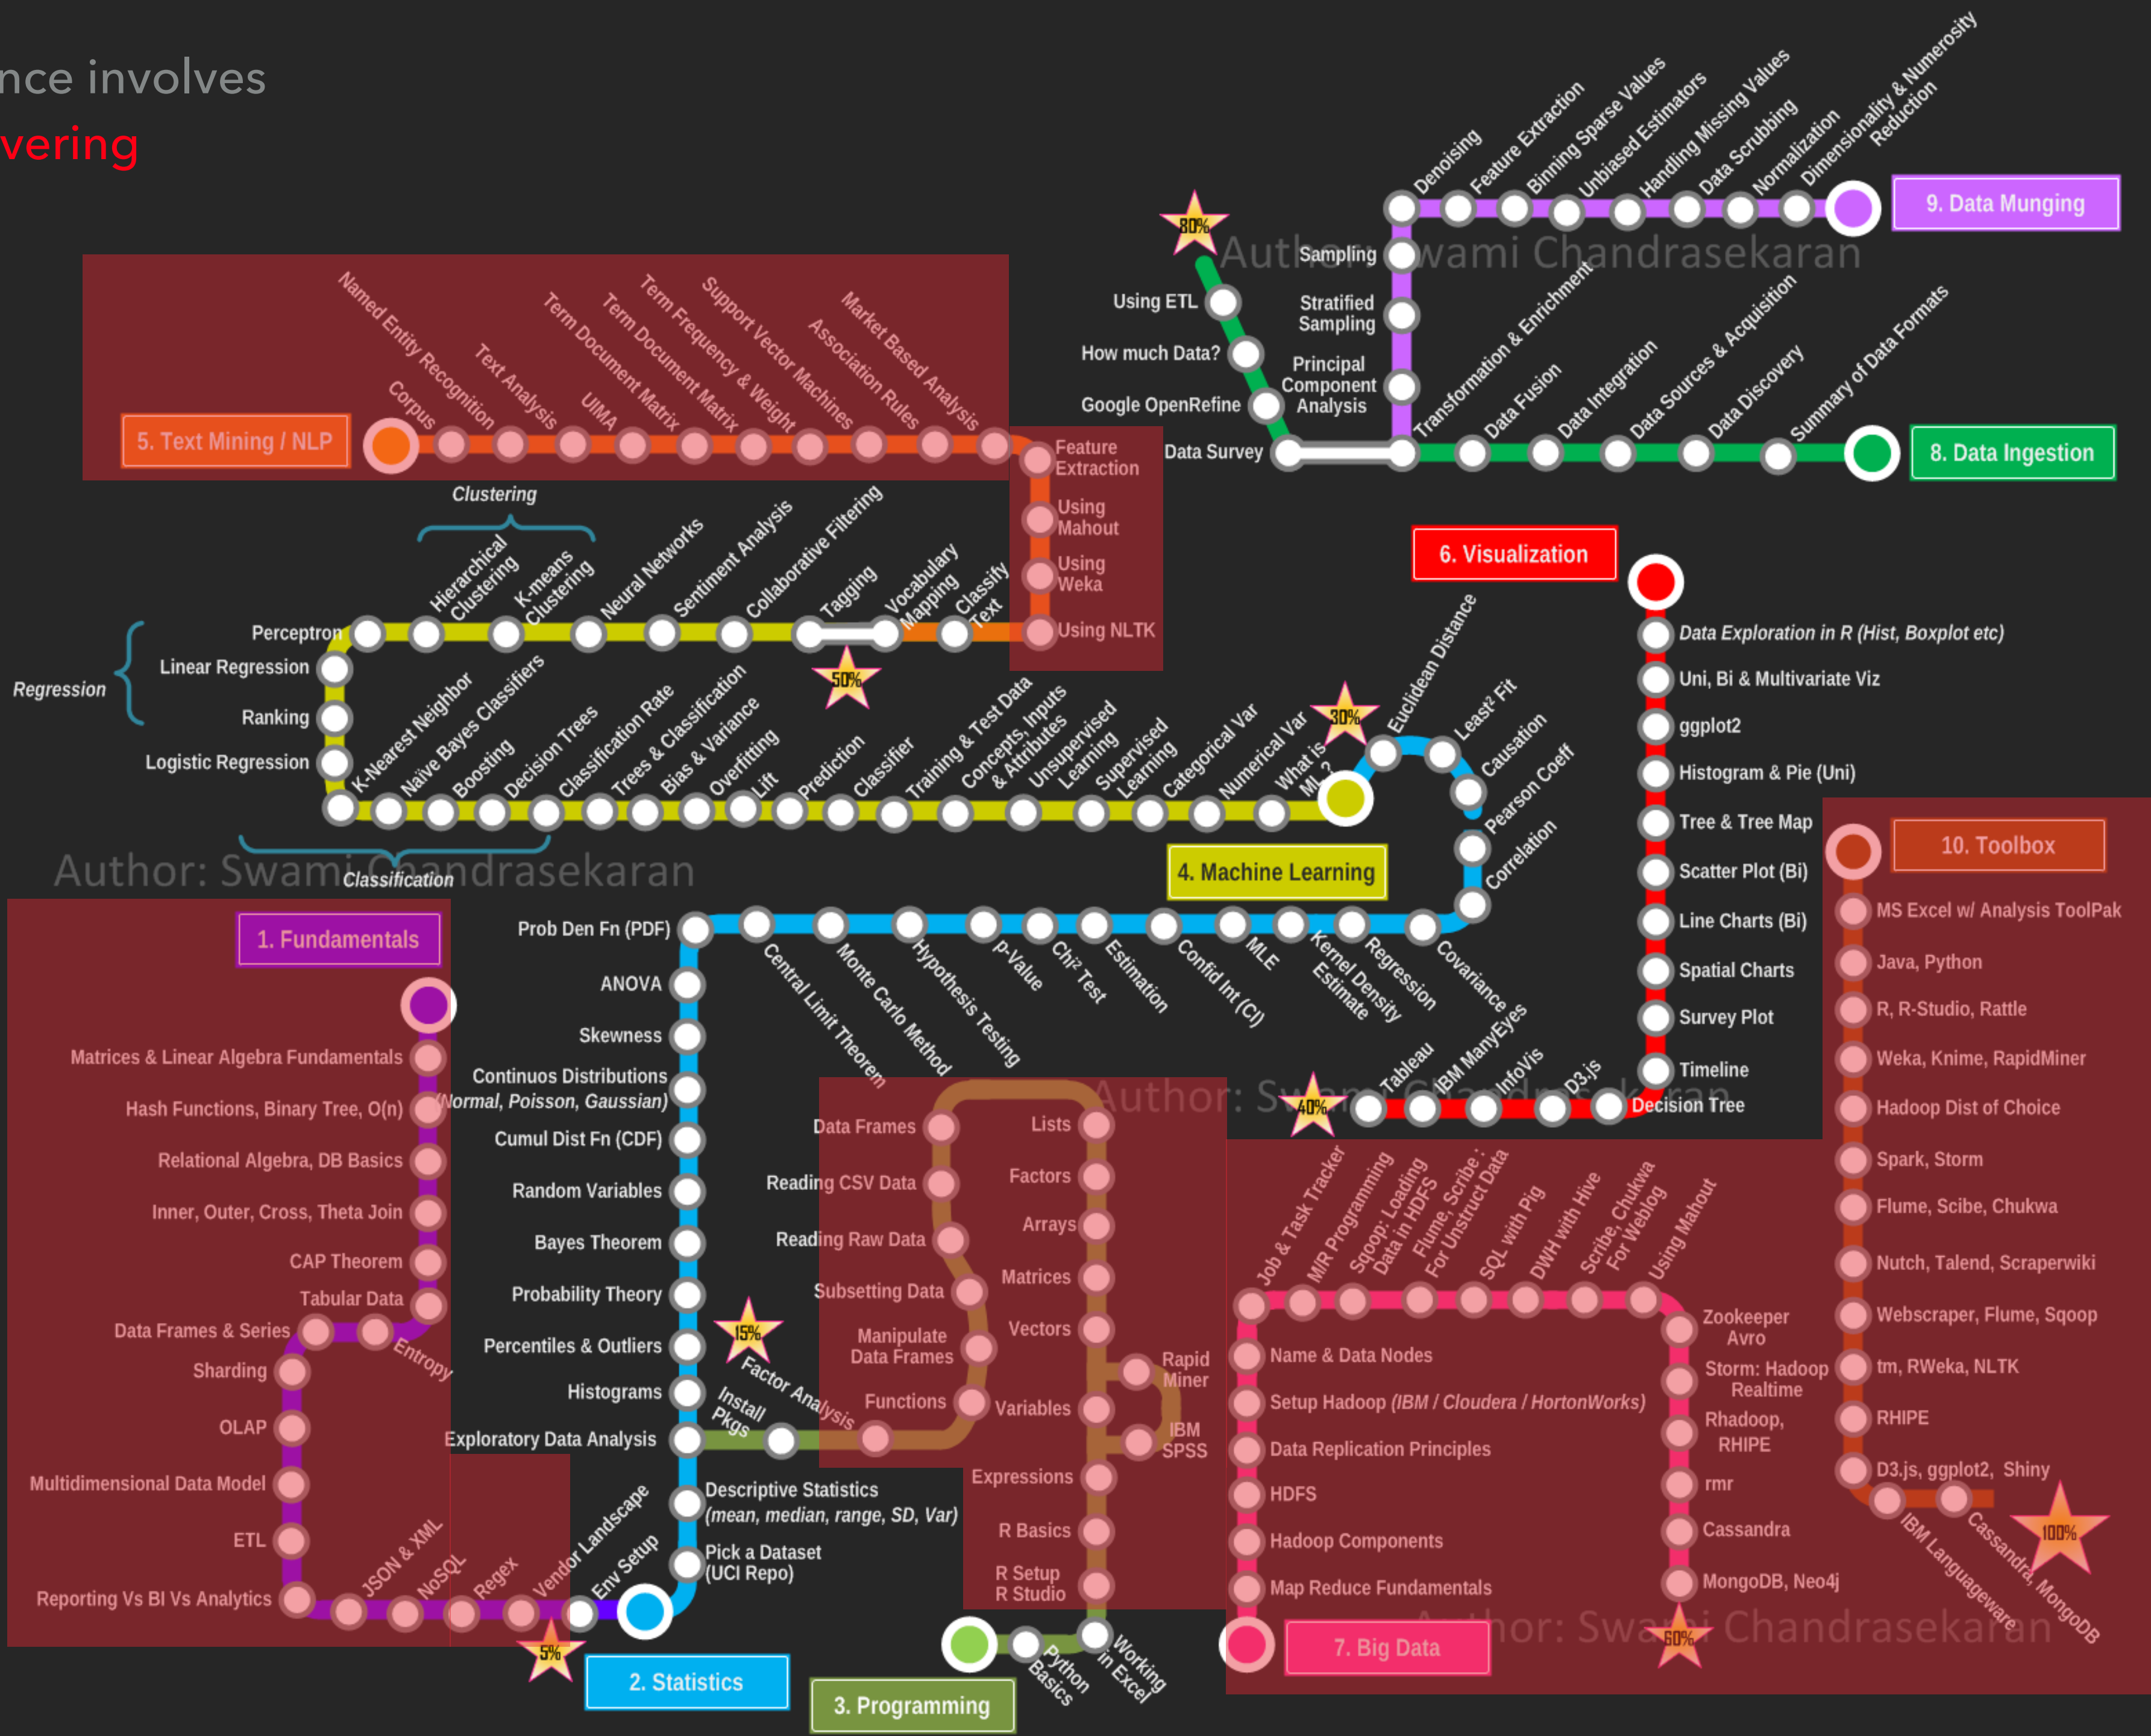 nce involves
vering
Author: Swami Chandrasekaran
9. Data Munging
Dimensionality & Numerosity
Reduction
Normalization
Data Scrubbing
Handling Missing Values
Unbiased Estimators
Binning Sparse Values
Feature Extraction
Denoising
Sampling
Stratified
Sampling
Principal
Component
Analysis
80%
Using ETL
How much Data?
Google OpenRefine
Data Survey
Transformation & Enrichment
Data Fusion
Data Integration
Data Sources & Acquisition
Data Discovery
Summary of Data Formats
8. Data Ingestion
5. Text Mining / NLP
Corpus
Named Entity Recognition
Text Analysis
UIMA
Term Document Matrix
Term Document Matrix
Term Frequency & Weight
Support Vector Machines
Association Rules
Market Based Analysis
Feature
Extraction
Using
Mahout
Using
Weka
Using NLTK
Classify
Text
Vocabulary
Mapping
50%
Tagging
Collaborative Filtering
Sentiment Analysis
Neural Networks
Clustering
K-means
Clustering
Hierarchical
Clustering
Perceptron
Regression
Linear Regression
Ranking
Logistic Regression
K-Nearest Neighbor
Naïve Bayes Classifiers
Boosting
Decision Trees
Classification Rate
Trees & Classification
Bias & Variance
Overfitting
Lift
Prediction
Classifier
Training & Test Data
Concepts, Inputs
& Attributes
Unsupervised
Learning
Supervised
Learning
Categorical Var
Numerical Var
What is
ML?
30%
Classification
Author: Swami Chandrasekaran
4. Machine Learning
Euclidean Distance
Least² Fit
Causation
Pearson Coeff
Correlation
Covariance
Regression
Kernel Density
Estimate
MLE
Confid Int (CI)
Estimation
Chi² Test
p-Value
Hypothesis Testing
Monte Carlo Method
Central Limit Theorem
Prob Den Fn (PDF)
ANOVA
Skewness
Continuos Distributions
(Normal, Poisson, Gaussian)
Cumul Dist Fn (CDF)
Random Variables
Bayes Theorem
Probability Theory
Percentiles & Outliers
Histograms
Exploratory Data Analysis
Descriptive Statistics
(mean, median, range, SD, Var)
Pick a Dataset
(UCI Repo)
2. Statistics
6. Visualization
Data Exploration in R (Hist, Boxplot etc)
Uni, Bi & Multivariate Viz
ggplot2
Histogram & Pie (Uni)
Tree & Tree Map
Scatter Plot (Bi)
Line Charts (Bi)
Spatial Charts
Survey Plot
Timeline
Decision Tree
D3.js
InfoVis
IBM ManyEyes
Tableau
40%
Author: Swami Chandrasekaran
1. Fundamentals
Matrices & Linear Algebra Fundamentals
Hash Functions, Binary Tree, O(n)
Relational Algebra, DB Basics
Inner, Outer, Cross, Theta Join
CAP Theorem
Tabular Data
Entropy
Data Frames & Series
Sharding
OLAP
Multidimensional Data Model
ETL
Reporting Vs BI Vs Analytics
JSON & XML
NoSQL
Regex
Vendor Landscape
Env Setup
5%
3. Programming
Python
Basics
Working
in Excel
R Setup
R Studio
R Basics
Expressions
IBM
SPSS
Rapid
Miner
Variables
Vectors
Matrices
Arrays
Factors
Lists
Data Frames
Reading CSV Data
Reading Raw Data
Subsetting Data
Manipulate
Data Frames
Functions
Factor Analysis
Install
Pkgs
15%
7. Big Data
Map Reduce Fundamentals
Hadoop Components
HDFS
Data Replication Principles
Setup Hadoop (IBM / Cloudera / HortonWorks)
Name & Data Nodes
Job & Task Tracker
M/R Programming
Sqoop: Loading
Data in HDFS
Flume, Scribe :
For Unstruct Data
SQL with Pig
DWH with Hive
Scribe, Chukwa
For Weblog
Using Mahout
Zookeeper
Avro
Storm: Hadoop
Realtime
Rhadoop,
RHIPE
rmr
Cassandra
MongoDB, Neo4j
60%
Author: Swami Chandrasekaran
10. Toolbox
MS Excel w/ Analysis ToolPak
Java, Python
R, R-Studio, Rattle
Weka, Knime, RapidMiner
Hadoop Dist of Choice
Spark, Storm
Flume, Scibe, Chukwa
Nutch, Talend, Scraperwiki
Webscraper, Flume, Sqoop
tm, RWeka, NLTK
RHIPE
D3.js, ggplot2, Shiny
IBM Languageware
Cassandra, MongoDB
100%